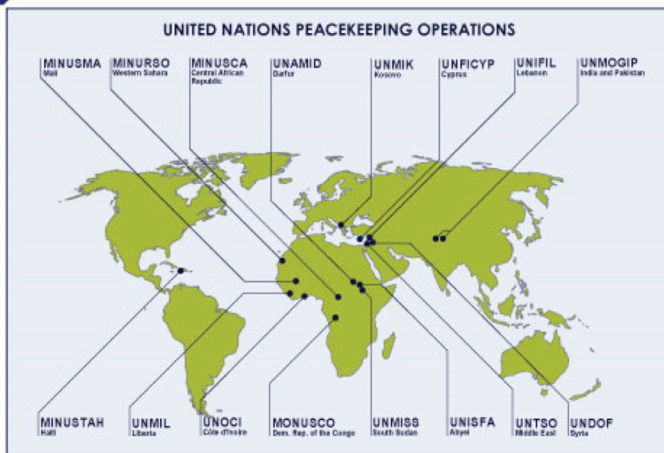 UNITED NATIONS PEACEKEEPING OPERATIONS
MINUSMA
Mali
MINURSO
Western Sahara
MINUSCA
Central African
Republic
UNAMID
Darfur
UNMIK
Kosovo
UNFICYP
Cyprus
UNIFIL
Lebanon
UNMOGIP
India and Pakistan
MINUSTAH
Haiti
UNMIL
Liberia
UNOCI
Côte d'Ivoire
MONUSCO
Dem. Rep. of the Congo
UNMISS
South Sudan
UNISFA
Abyei
UNTSO
Middle East
UNDOF
Syria